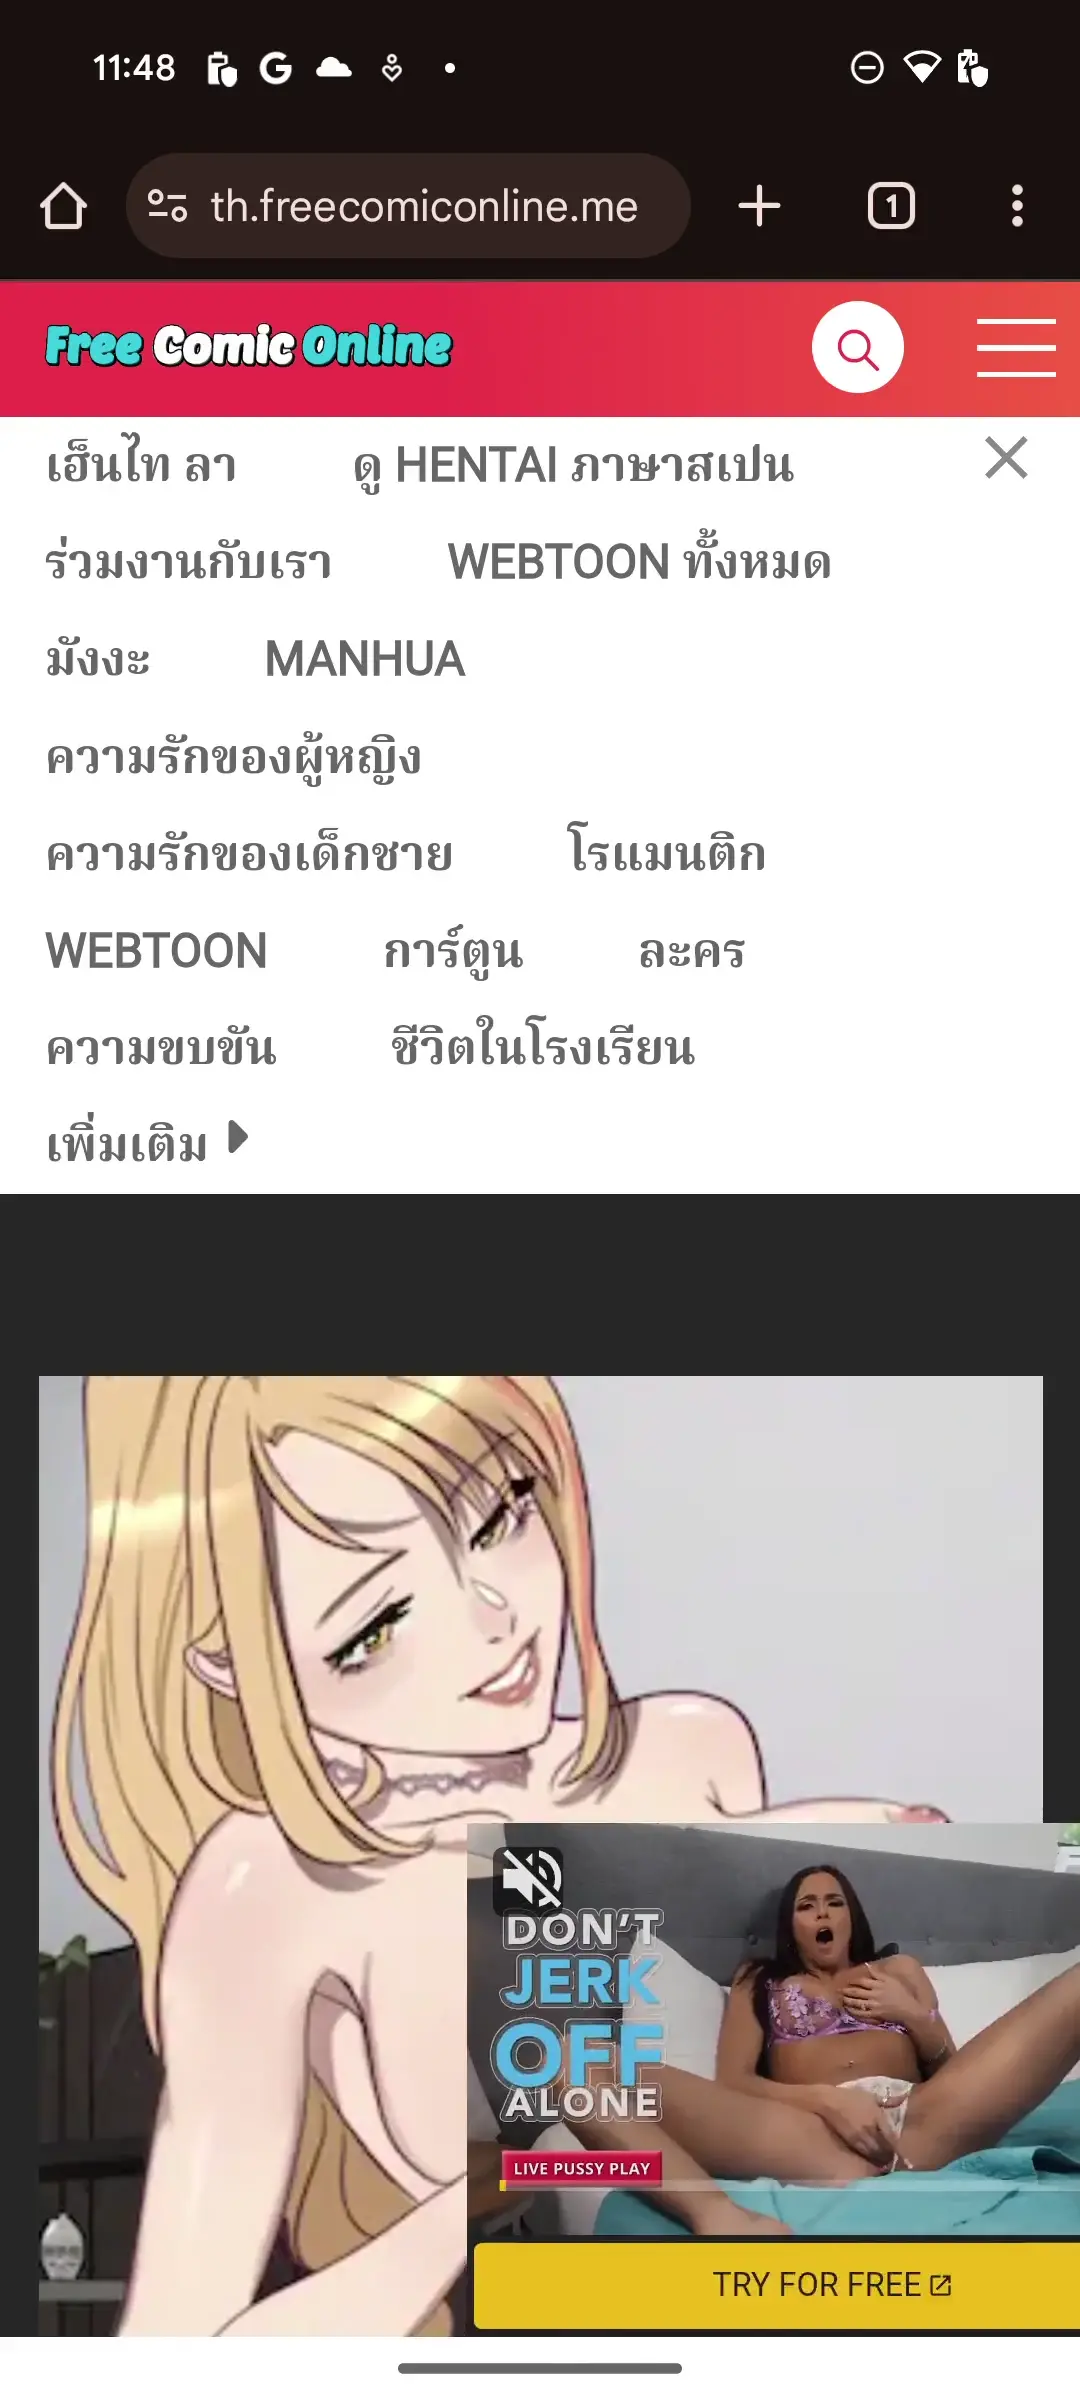 11:48
th.freecomiconline.me
1
Free Comic Online
เฮ็นไท ลา ดู HENTAI ภาษาสเปน
ร่วมงานกับเรา WEBTOON ทั้งหมด
มังงะ MANHUA
ความรักของผู้หญิง
ความรักของเด็กชาย โรแมนติก
WEBTOON การ์ตูน ละคร
ความขบขัน ชีวิตในโรงเรียน
เพิ่มเติม
DON'T
JERK
OFF
ALONE
LIVE PUSSY PLAY
TRY FOR FREE